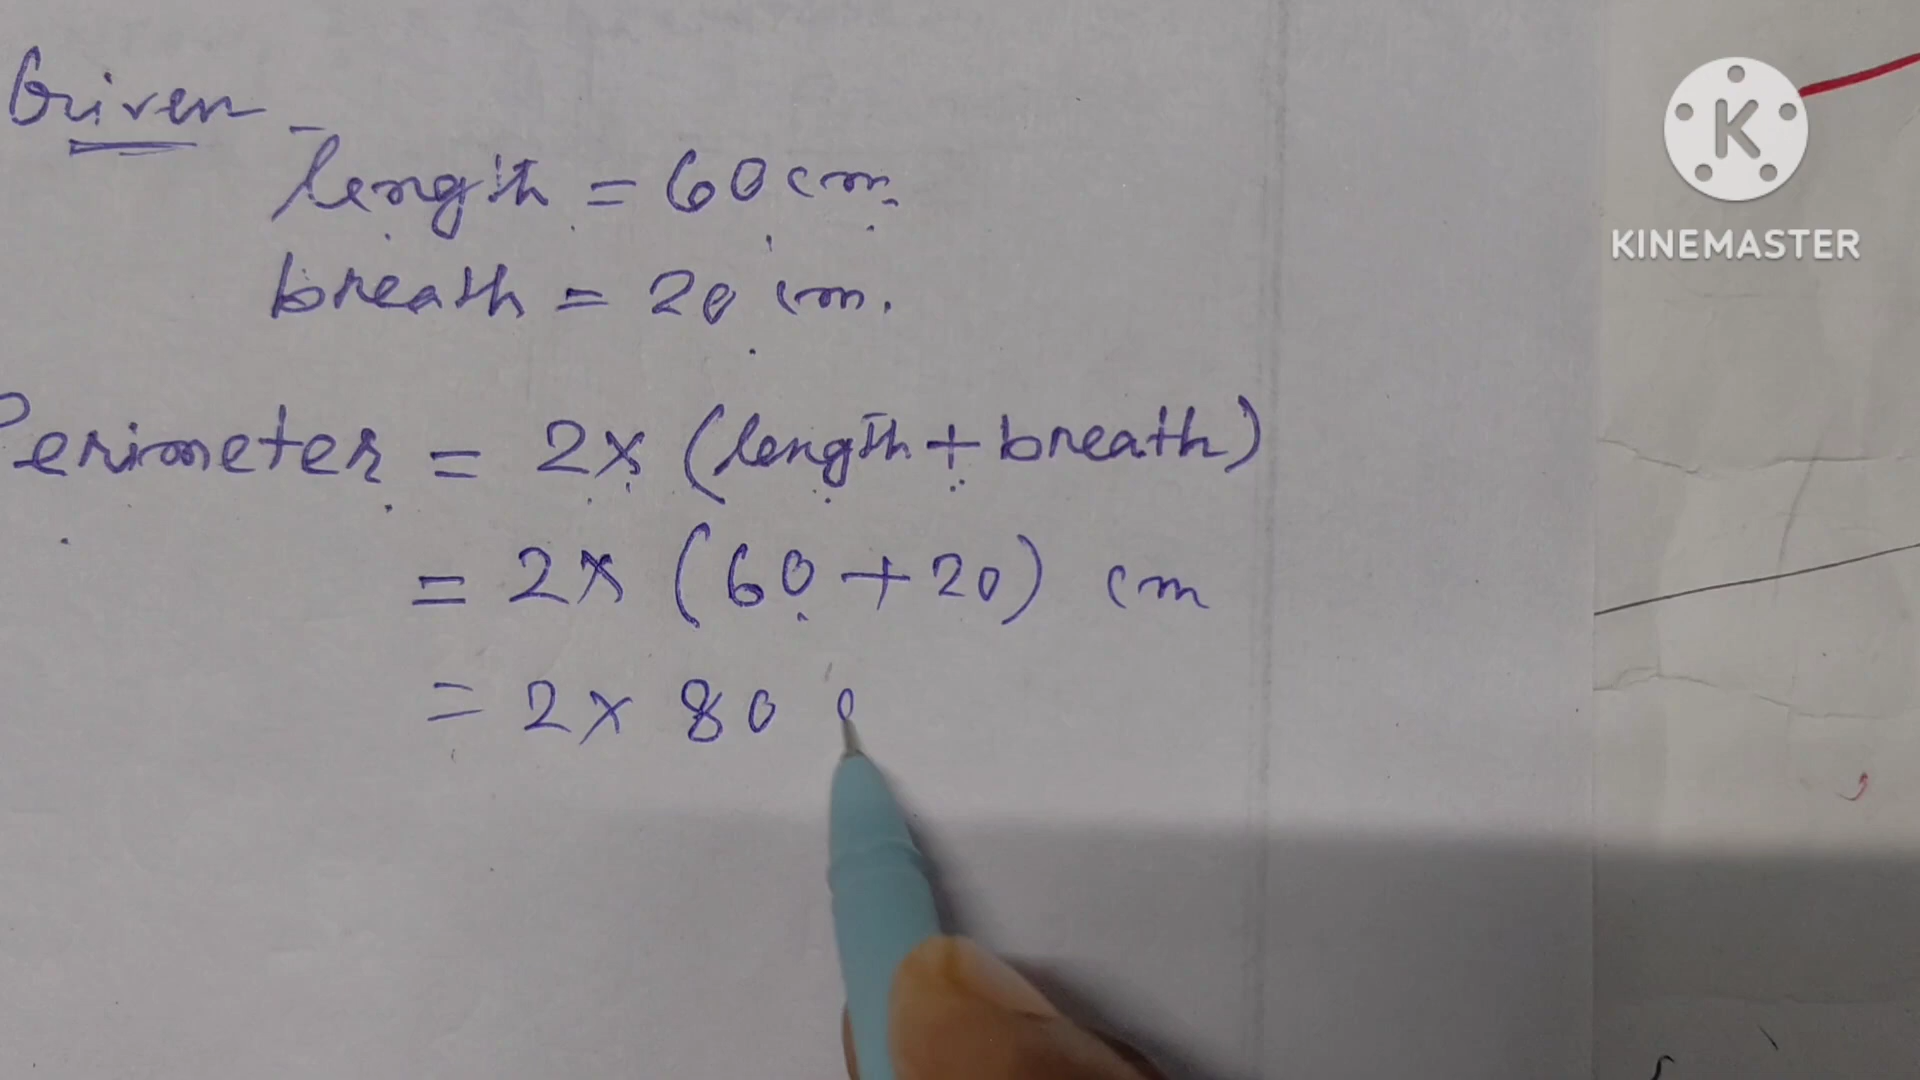 Given -
length = 60 cm.
breath = 20 cm.
Perimeter = 2 × (length + breath)
= 2 × (60 + 20) cm
= 2 × 80
K
KINEMASTER